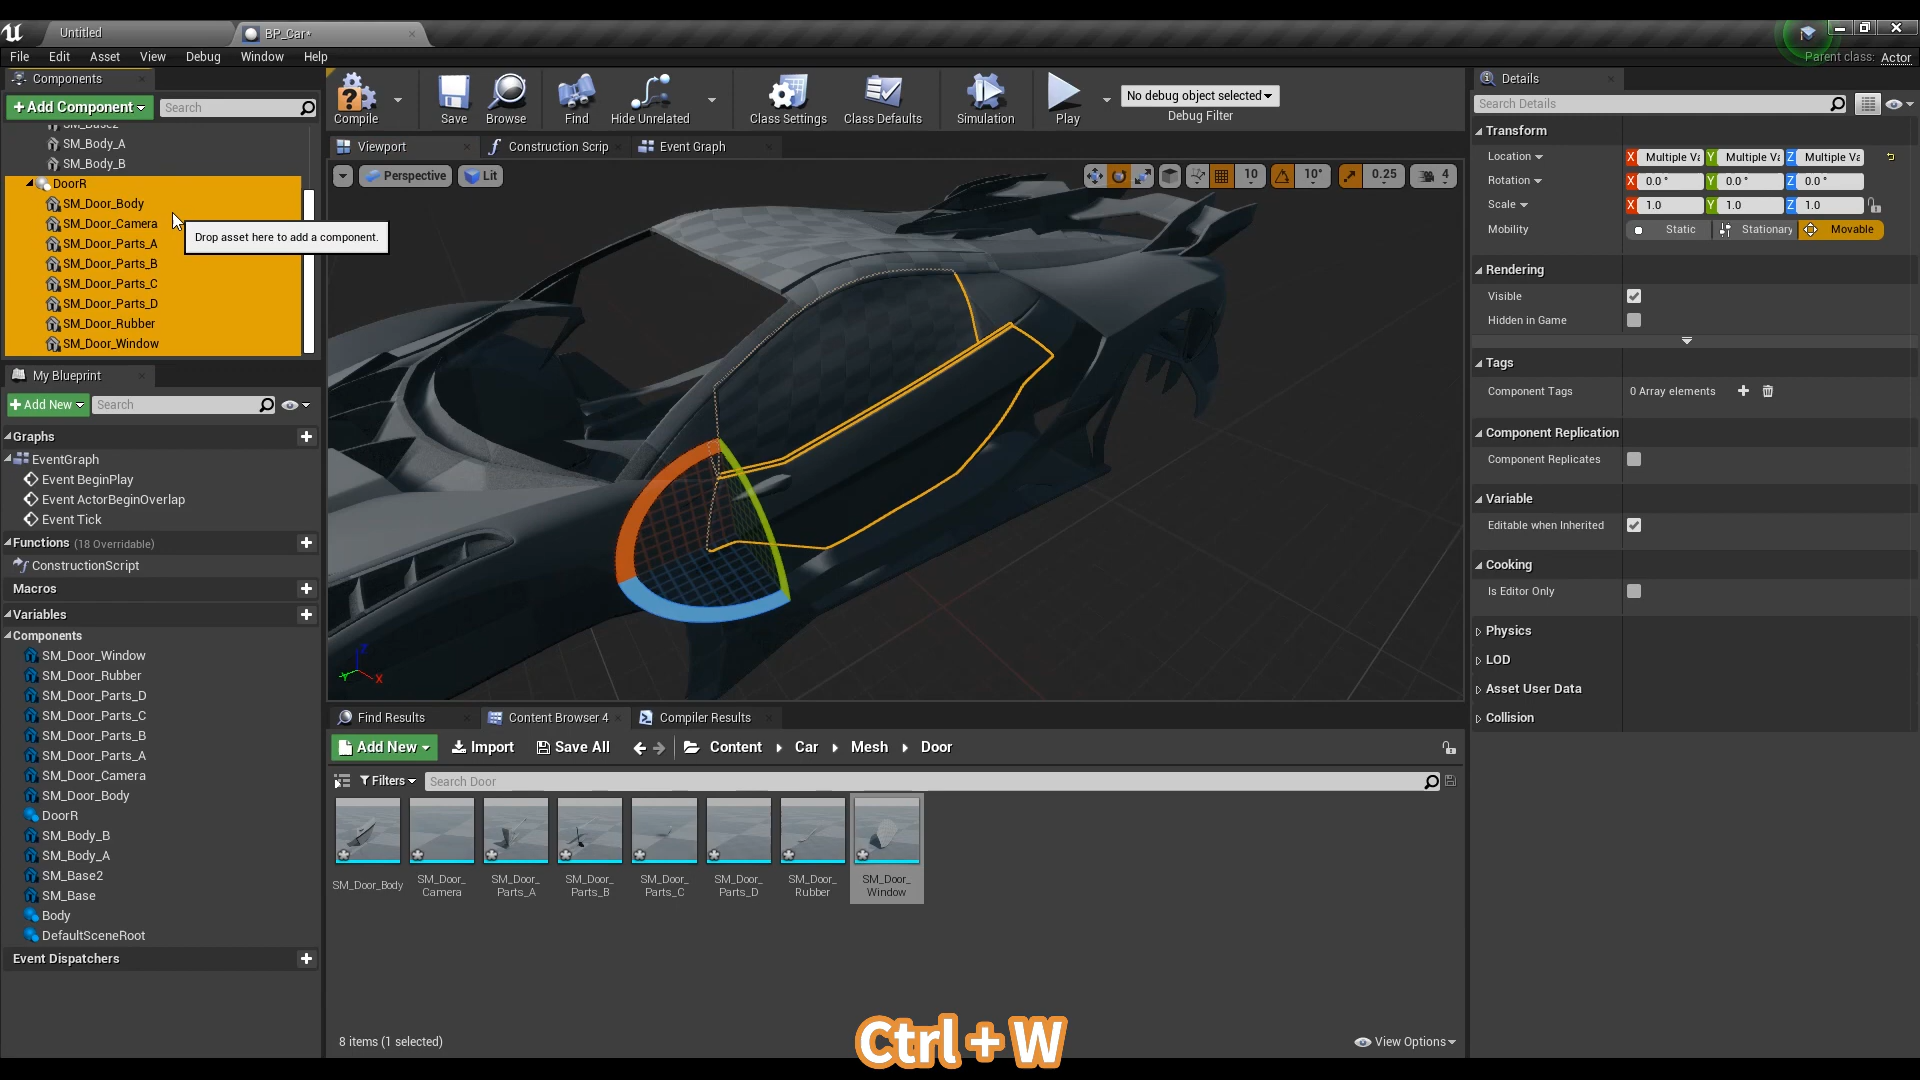 Untitled
BP_Car*
File Edit Asset View Debug Window Help
Parent class: Actor
Components
+Add Component
Search
SM_Base2
SM_Body_A
SM_Body_B
DoorR
SM_Door_Body
SM_Door_Camera
SM_Door_Parts_A
SM_Door_Parts_B
SM_Door_Parts_C
SM_Door_Parts_D
SM_Door_Rubber
SM_Door_Window
Drop asset here to add a component.
My Blueprint
+Add New
Search
Graphs
EventGraph
Event BeginPlay
Event ActorBeginOverlap
Event Tick
Functions (18 Overridable)
ConstructionScript
Macros
Variables
Components
SM_Door_Window
SM_Door_Rubber
SM_Door_Parts_D
SM_Door_Parts_C
SM_Door_Parts_B
SM_Door_Parts_A
SM_Door_Camera
SM_Door_Body
DoorR
SM_Body_B
SM_Body_A
SM_Base2
SM_Base
Body
DefaultSceneRoot
Event Dispatchers
Compile Save Browse Find Hide Unrelated Class Settings Class Defaults Simulation Play
No debug object selected
Debug Filter
Viewport Construction Scrip Event Graph
Perspective Lit
10 10° 0.25 4
Z
Y X
Find Results Content Browser 4 Compiler Results
Add New Import Save All Content Car Mesh Door
Filters Search Door
SM_Door_Body
SM_Door_
Camera
SM_Door_
Parts_A
SM_Door_
Parts_B
SM_Door_
Parts_C
SM_Door_
Parts_D
SM_Door_
Rubber
SM_Door_
Window
8 items (1 selected)
View Options
Ctrl + W
Details
Search Details
Transform
Location X Multiple Va Y Multiple Va Z Multiple Va
Rotation X 0.0 ° Y 0.0 ° Z 0.0 °
Scale X 1.0 Y 1.0 Z 1.0
Mobility Static Stationary Movable
Rendering
Visible
Hidden in Game
Tags
Component Tags 0 Array elements
Component Replication
Component Replicates
Variable
Editable when Inherited
Cooking
Is Editor Only
Physics
LOD
Asset User Data
Collision